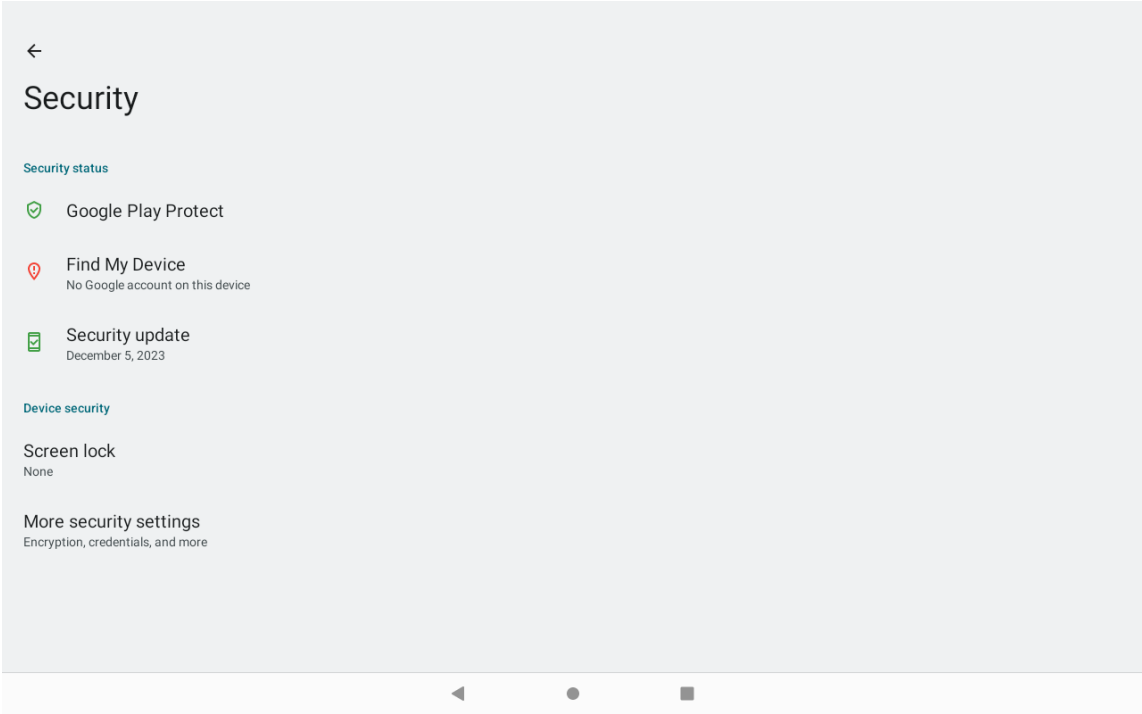 Security
Security status
Google Play Protect
Find My Device
No Google account on this device
Security update
December 5, 2023
Device security
Screen lock
None
More security settings
Encryption, credentials, and more